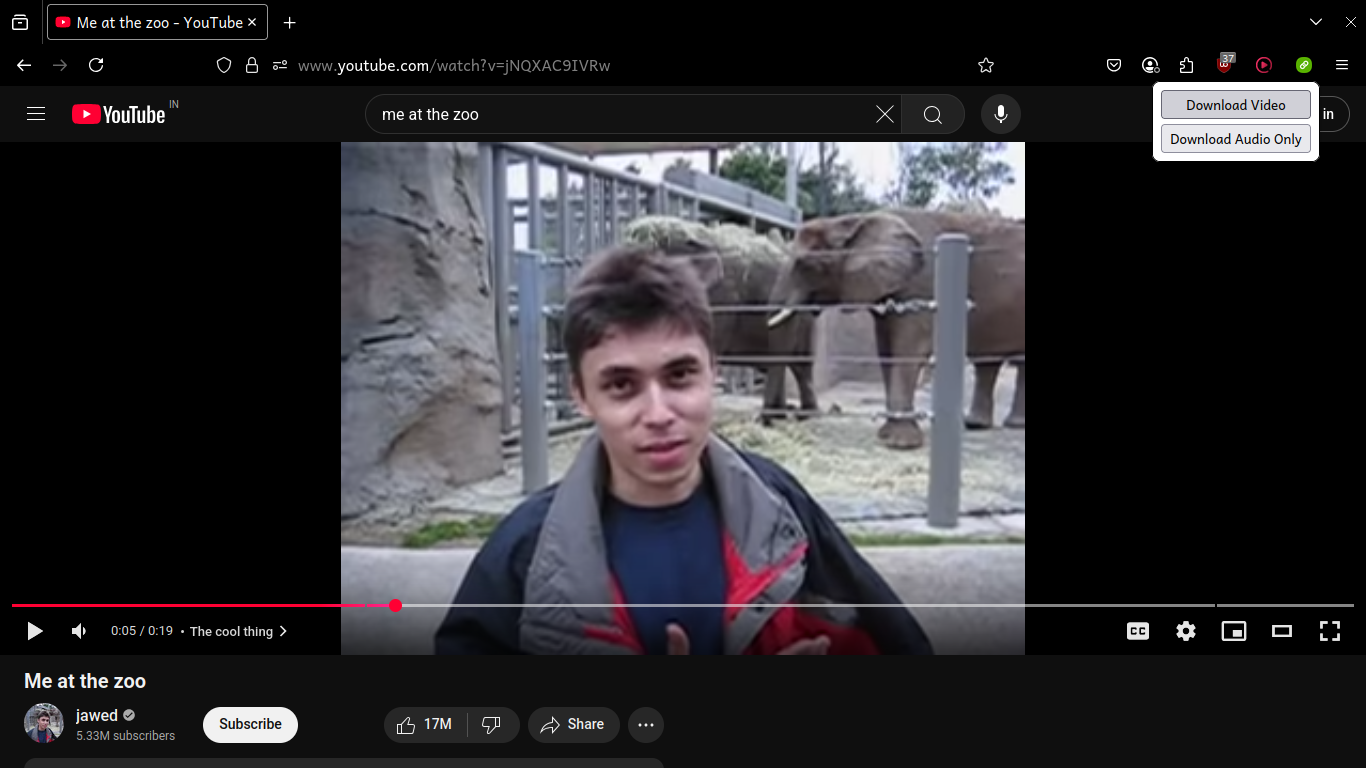 Me at the zoo - YouTube
www.youtube.com/watch?v=jNQXAC9IVRw
37
YouTube IN
me at the zoo
in
Download Video
Download Audio Only
0:05 / 0:19 • The cool thing
CC
Me at the zoo
jawed
5.33M subscribers
Subscribe
17M
Share